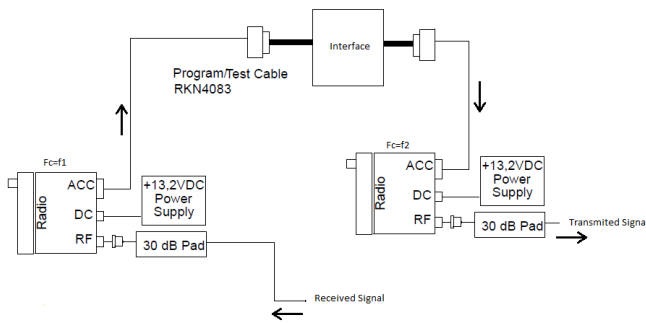 Interface
Program/Test Cable
RKN4083
Fc=f1
ACC
DC
RF
Radio
+13,2VDC
Power
Supply
30 dB Pad
Received Signal
Fc=f2
ACC
DC
RF
Radio
+13,2VDC
Power
Supply
30 dB Pad
Transmited Signa